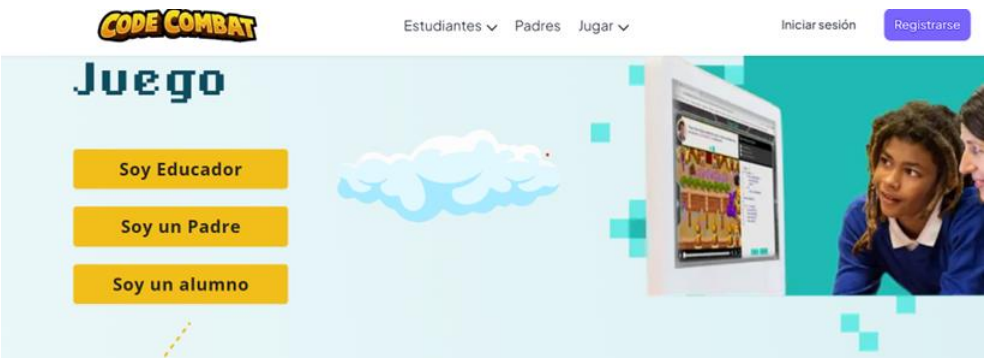 CODE COMBAT
Estudiantes Padres Jugar
Iniciar sesión
Registrarse
Juego
Soy Educador
Soy un Padre
Soy un alumno